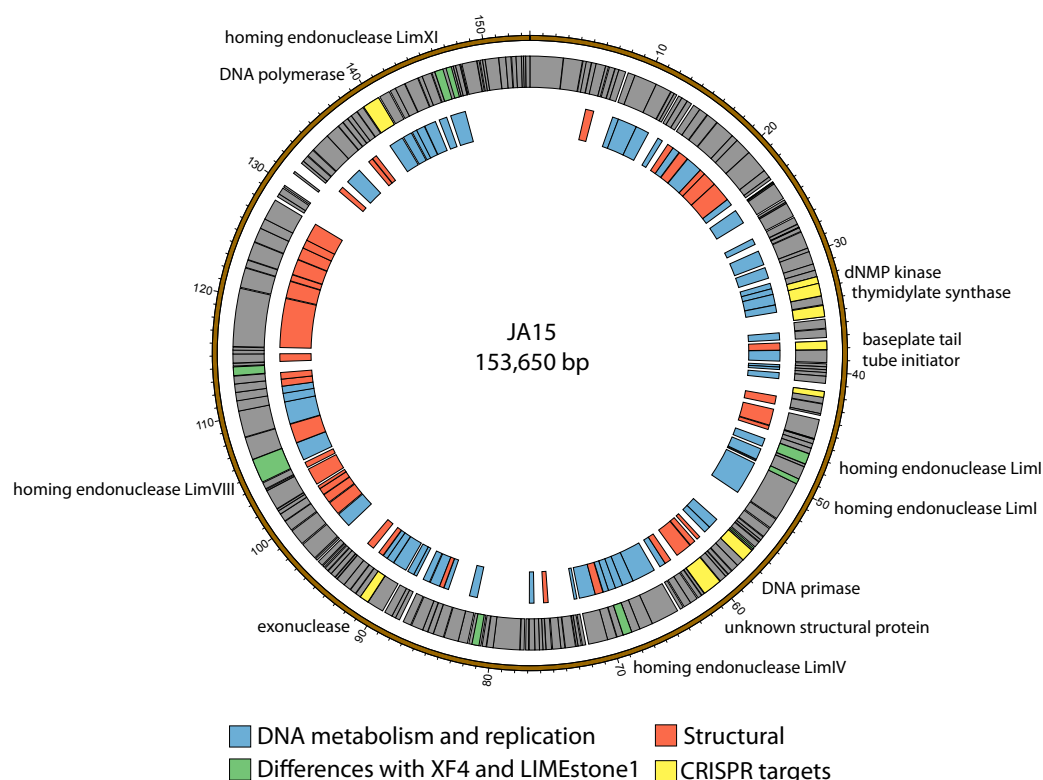 homing endonuclease LimXI
DNA polymerase
150
10
140
20
130
30
dNMP kinase
thymidylate synthase
120
JA15
153,650 bp
baseplate tail
tube initiator
40
110
homing endonuclease LimI
homing endonuclease LimVIII
50
homing endonuclease LimI
100
DNA primase
60
exonuclease
90
unknown structural protein
70
homing endonuclease LimIV
80
DNA metabolism and replication
Structural
Differences with XF4 and LIMEstone1
CRISPR targets